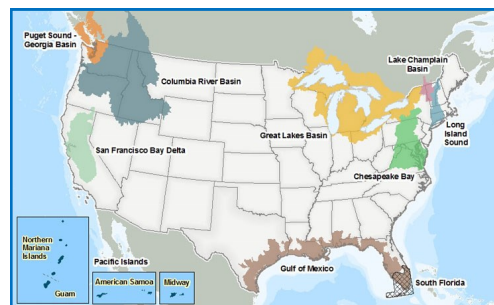 Puget Sound -
Georgia Basin
Columbia River Basin
Lake Champlain
Basin
Great Lakes Basin
Long
Island
Sound
San Francisco Bay Delta
Chesapeake Bay
Northern
Mariana
Islands
Guam
Pacific Islands
American Samoa
Midway
Gulf of Mexico
South Florida